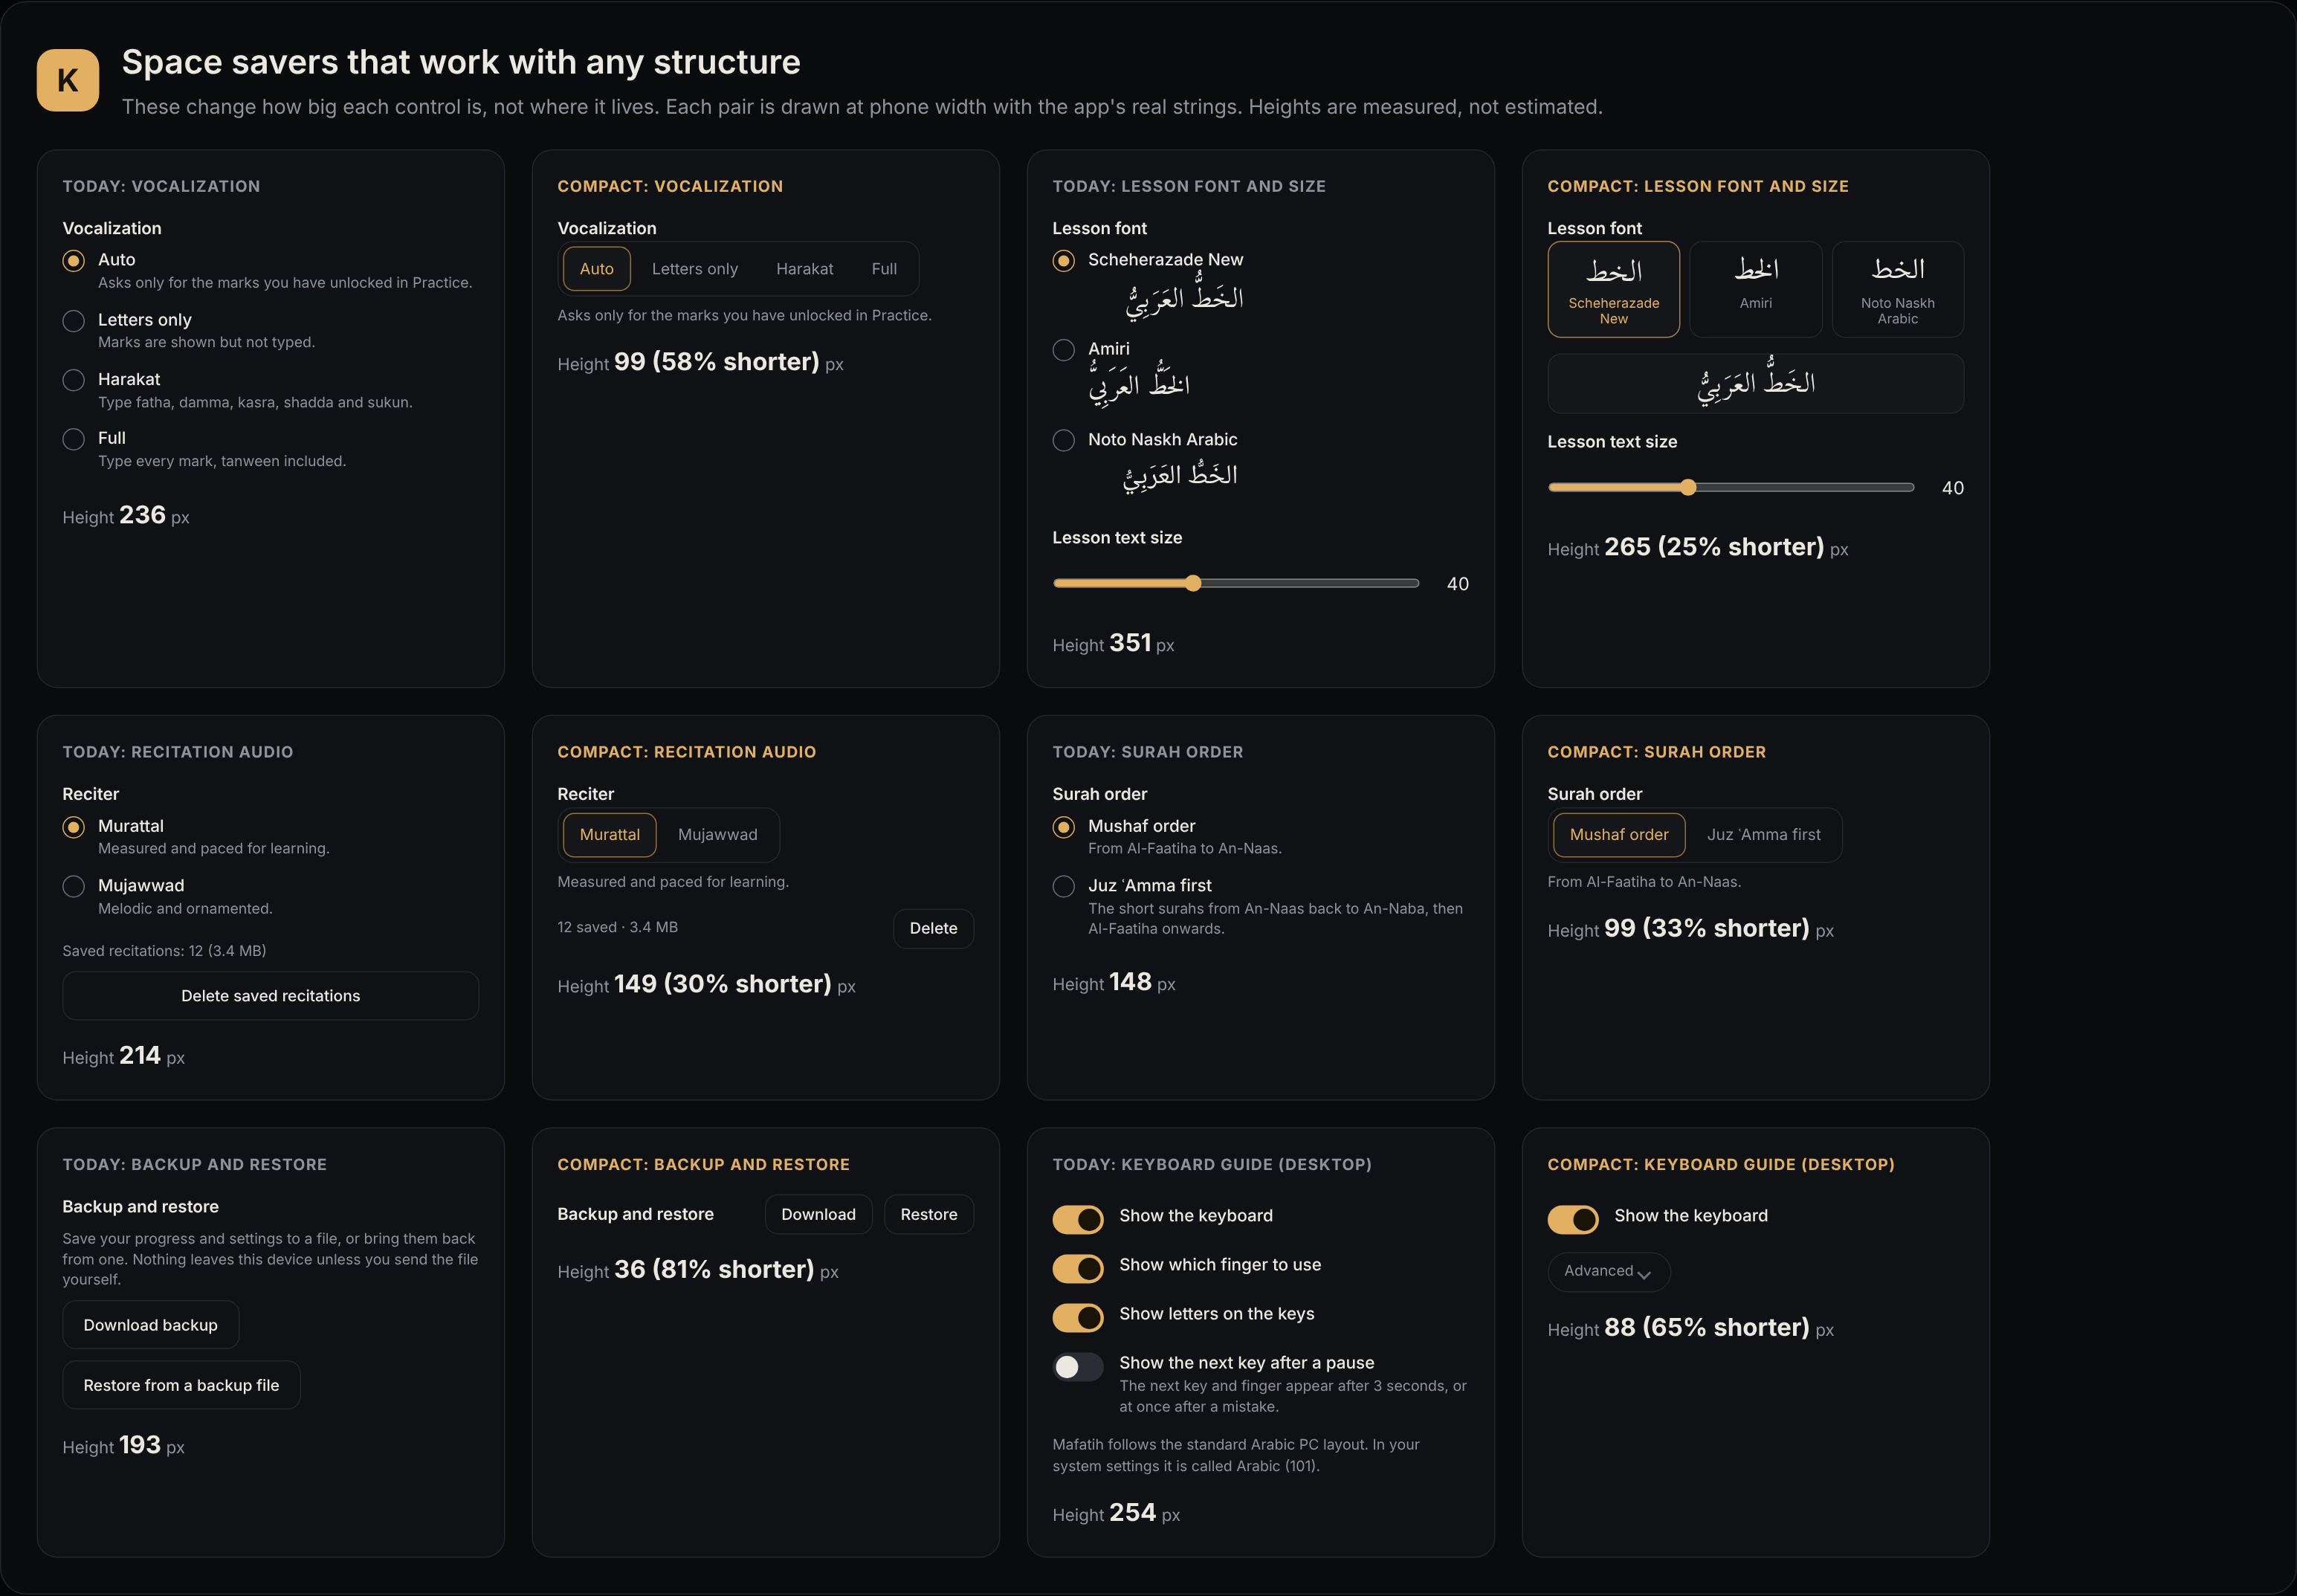 K
Space savers that work with any structure
These change how big each control is, not where it lives. Each pair is drawn at phone width with the app's real strings. Heights are measured, not estimated.
TODAY: VOCALIZATION
Vocalization
Auto
Asks only for the marks you have unlocked in Practice.
Letters only
Marks are shown but not typed.
Harakat
Type fatha, damma, kasra, shadda and sukun.
Full
Type every mark, tanween included.
Height 236 px
COMPACT: VOCALIZATION
Vocalization
Auto Letters only Harakat Full
Asks only for the marks you have unlocked in Practice.
Height 99 (58% shorter) px
TODAY: LESSON FONT AND SIZE
Lesson font
Scheherazade New
الخَطُّ العَرَبِيُّ
Amiri
الخَطُّ العَرَبِيُّ
Noto Naskh Arabic
الخَطُّ العَرَبِيُّ
Lesson text size
40
Height 351 px
COMPACT: LESSON FONT AND SIZE
Lesson font
الخط الخط الخط
Scheherazade Amiri Noto Naskh
New Arabic
الخَطُّ العَرَبِيُّ
Lesson text size
40
Height 265 (25% shorter) px
TODAY: RECITATION AUDIO
Reciter
Murattal
Measured and paced for learning.
Mujawwad
Melodic and ornamented.
Saved recitations: 12 (3.4 MB)
Delete saved recitations
Height 214 px
COMPACT: RECITATION AUDIO
Reciter
Murattal Mujawwad
Measured and paced for learning.
12 saved · 3.4 MB Delete
Height 149 (30% shorter) px
TODAY: SURAH ORDER
Surah order
Mushaf order
From Al-Faatiha to An-Naas.
Juz ʿAmma first
The short surahs from An-Naas back to An-Naba, then
Al-Faatiha onwards.
Height 148 px
COMPACT: SURAH ORDER
Surah order
Mushaf order Juz ʿAmma first
From Al-Faatiha to An-Naas.
Height 99 (33% shorter) px
TODAY: BACKUP AND RESTORE
Backup and restore
Save your progress and settings to a file, or bring them back
from one. Nothing leaves this device unless you send the file
yourself.
Download backup
Restore from a backup file
Height 193 px
COMPACT: BACKUP AND RESTORE
Backup and restore Download Restore
Height 36 (81% shorter) px
TODAY: KEYBOARD GUIDE (DESKTOP)
Show the keyboard
Show which finger to use
Show letters on the keys
Show the next key after a pause
The next key and finger appear after 3 seconds, or
at once after a mistake.
Mafatih follows the standard Arabic PC layout. In your
system settings it is called Arabic (101).
Height 254 px
COMPACT: KEYBOARD GUIDE (DESKTOP)
Show the keyboard
Advanced
Height 88 (65% shorter) px